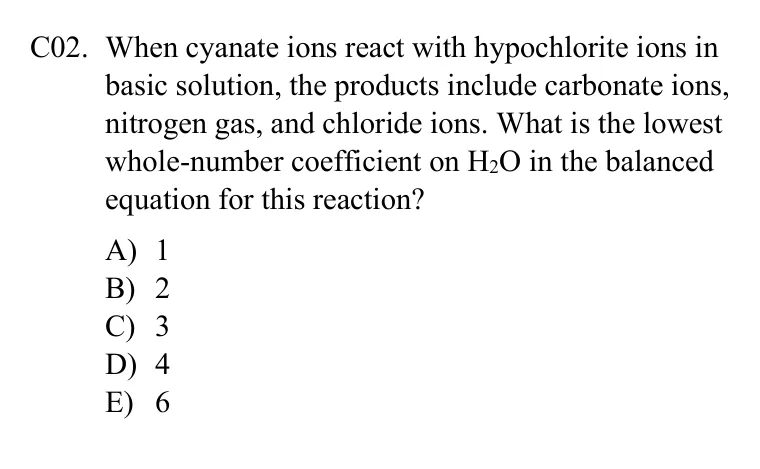 C02. When cyanate ions react with hypochlorite ions in
basic solution, the products include carbonate ions,
nitrogen gas, and chloride ions. What is the lowest
whole-number coefficient on H₂O in the balanced
equation for this reaction?
A) 1
B) 2
C) 3
D) 4
E) 6